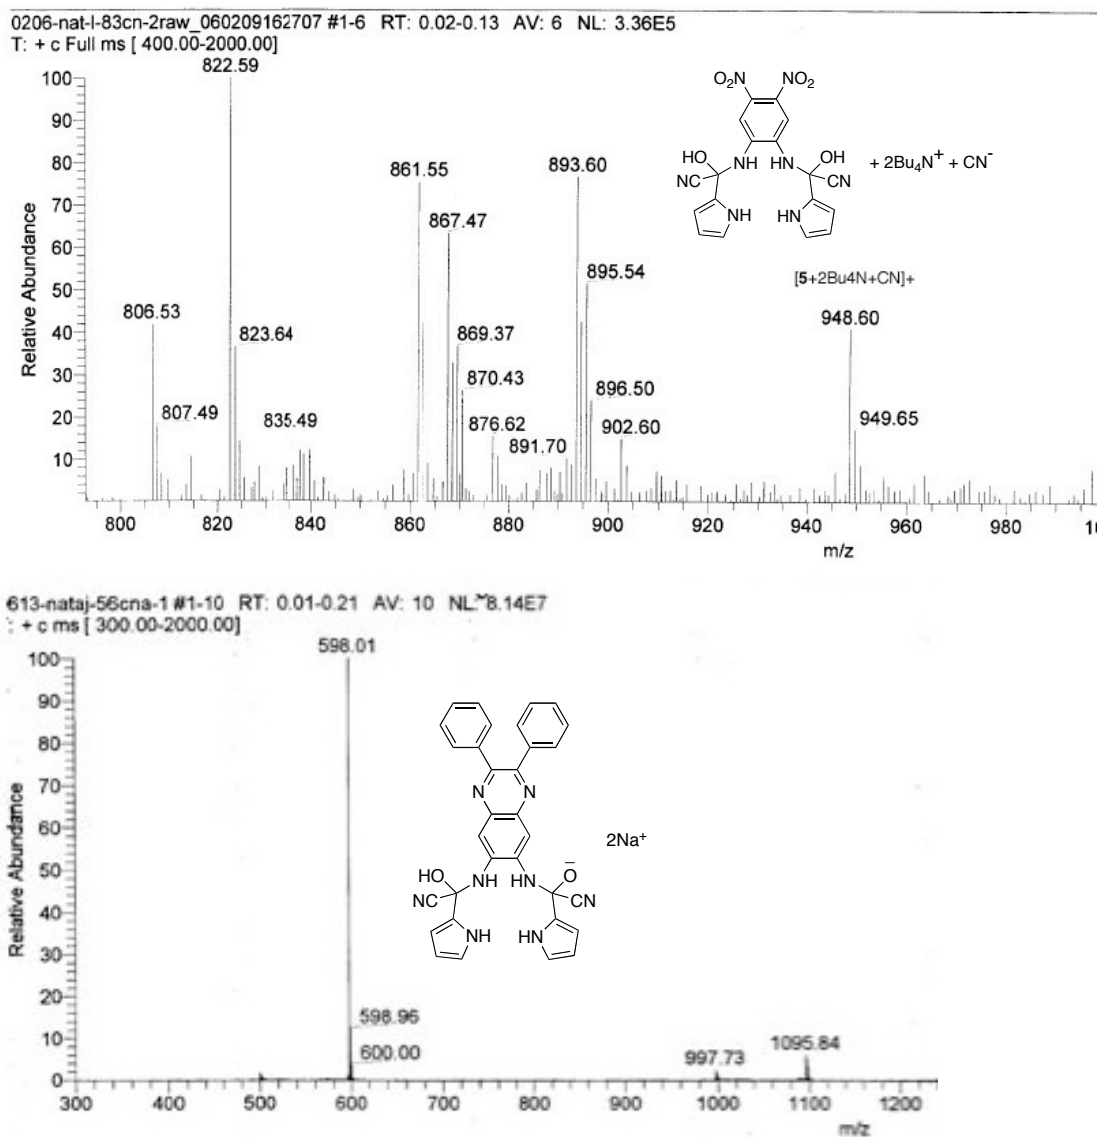 0206-nat-l-83cn-2raw_060209162707 #1-6 RT: 0.02-0.13 AV: 6 NL: 3.36E5
T: + c Full ms [ 400.00-2000.00]
822.59
100
90
80
70
60
50
40
30
20
10
Relative Abundance
806.53
807.49
823.64
835.49
861.55
867.47
869.37
870.43
876.62
891.70
893.60
895.54
896.50
902.60
948.60
949.65
O2N
NO2
HO
NH
HN
OH
NC
CN
NH
HN
+ 2Bu4N+ + CN-
[5+2Bu4N+CN]+
800 820 840 860 880 900 920 940 960 980 10
m/z
613-nataj-56cna-1 #1-10 RT: 0.01-0.21 AV: 10 NL: 8.14E7
: + c ms [ 300.00-2000.00]
598.01
100
90
80
70
60
50
40
30
20
10
0
Relative Abundance
598.96
600.00
997.73
1095.84
N
N
HO
NH
HN
O−
NC
CN
NH
HN
2Na+
300 400 500 600 700 800 900 1000 1100 1200
m/z